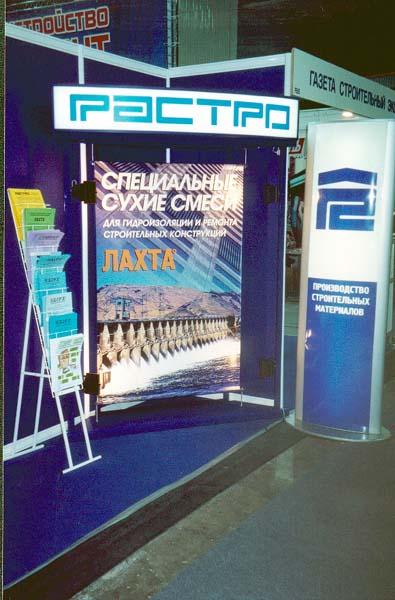 ГАЗЕТА СТРОИТЕЛЬНЫЙ
РАСТРО
СПЕЦИАЛЬНЫЕ
СУХИЕ СМЕСИ
ДЛЯ ГИДРОИЗОЛЯЦИИ И РЕМОНТА
СТРОИТЕЛЬНЫХ КОНСТРУКЦИЙ
ЛАХТА
ПРОИЗВОДСТВО
СТРОИТЕЛЬНЫХ
МАТЕРИАЛОВ